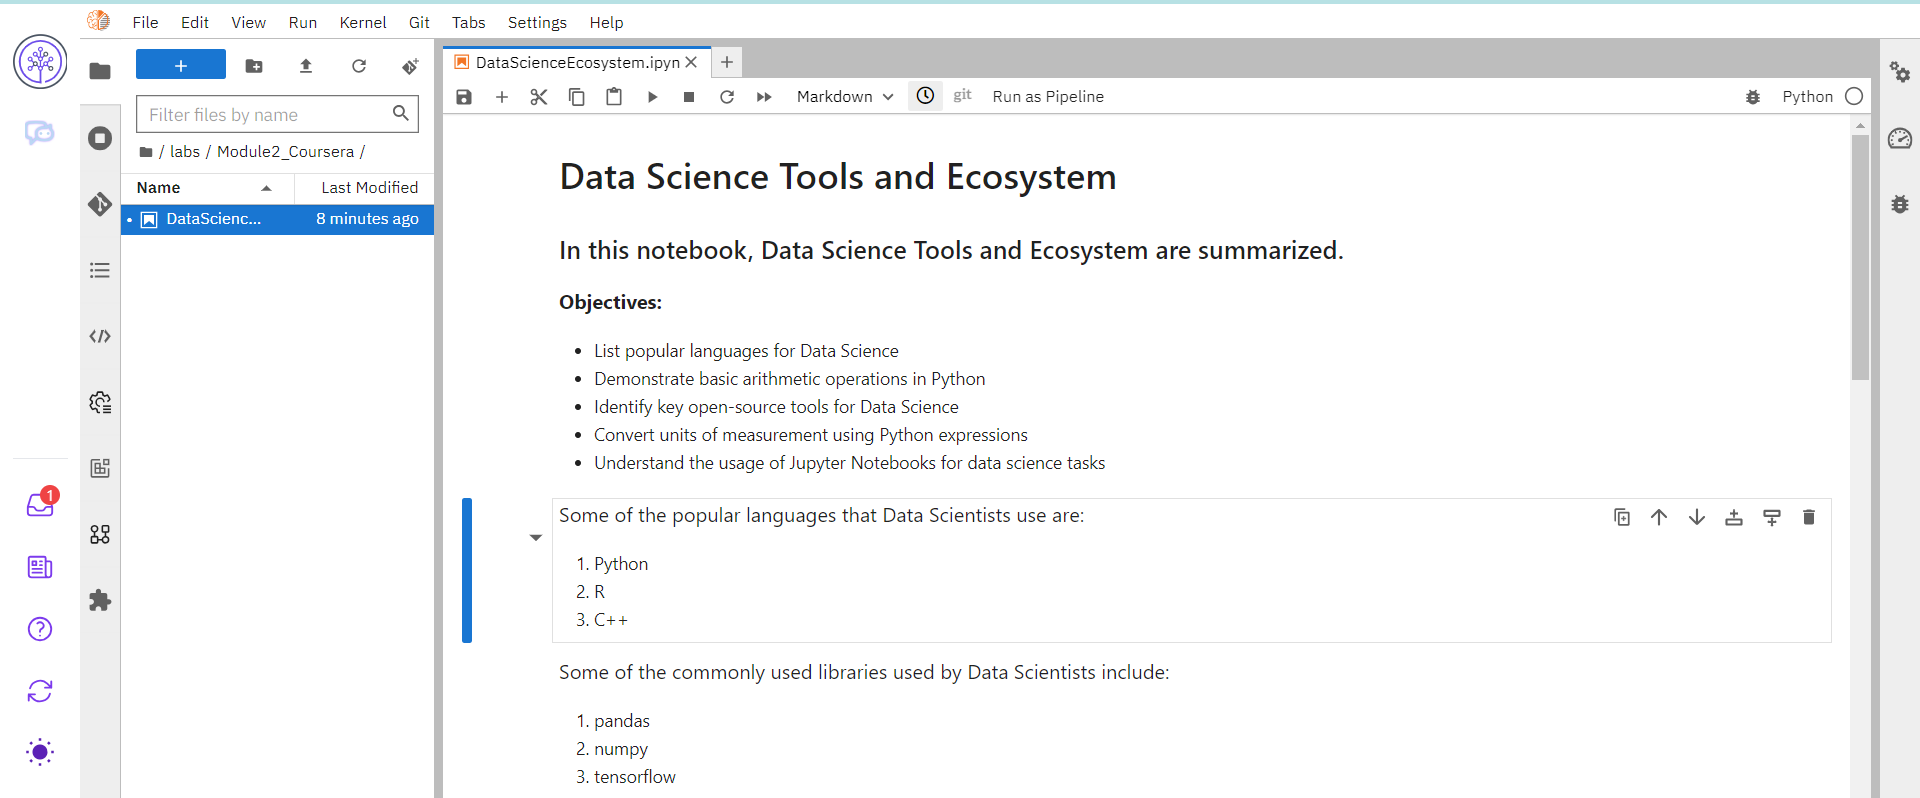 File Edit View Run Kernel Git Tabs Settings Help
+
DataScienceEcosystem.ipyn
+
Markdown
git
Run as Pipeline
Python
Filter files by name
/ labs / Module2_Coursera /
Name Last Modified
DataScienc... 8 minutes ago
1
Data Science Tools and Ecosystem
In this notebook, Data Science Tools and Ecosystem are summarized.
Objectives:
• List popular languages for Data Science
• Demonstrate basic arithmetic operations in Python
• Identify key open-source tools for Data Science
• Convert units of measurement using Python expressions
• Understand the usage of Jupyter Notebooks for data science tasks
Some of the popular languages that Data Scientists use are:
1. Python
2. R
3. C++
Some of the commonly used libraries used by Data Scientists include:
1. pandas
2. numpy
3. tensorflow